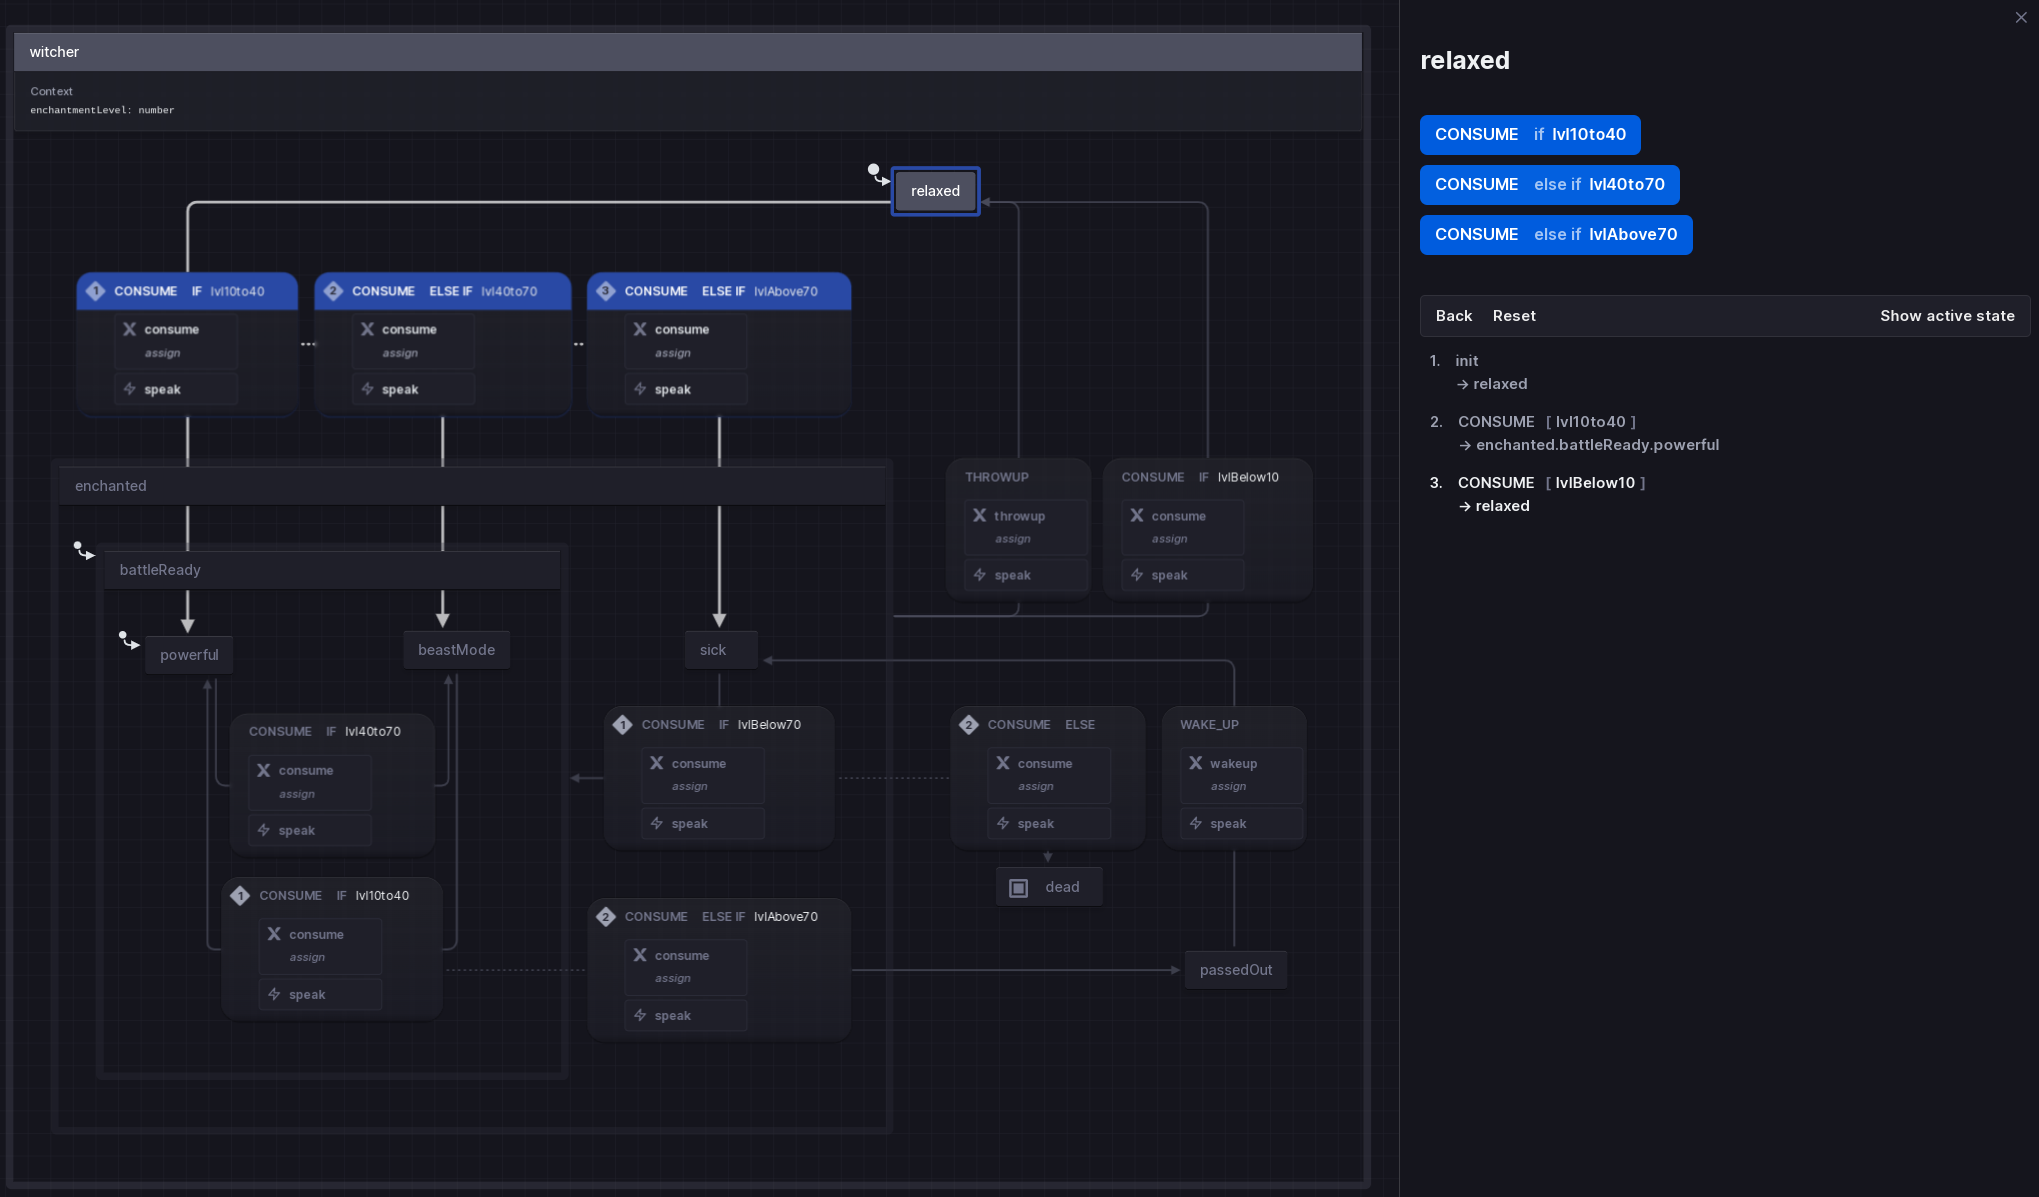 witcher
Context
enchantmentLevel: number
relaxed
1 CONSUME IF lvl10to40
consume
assign
speak
2 CONSUME ELSE IF lvl40to70
consume
assign
speak
3 CONSUME ELSE IF lvlAbove70
consume
assign
speak
enchanted
THROWUP
throwup
assign
speak
CONSUME IF lvlBelow10
consume
assign
speak
battleReady
powerful
beastMode
sick
CONSUME IF lvl40to70
consume
assign
speak
1 CONSUME IF lvlBelow70
consume
assign
speak
2 CONSUME ELSE
consume
assign
speak
WAKE_UP
wakeup
assign
speak
dead
1 CONSUME IF lvl10to40
consume
assign
speak
2 CONSUME ELSE IF lvlAbove70
consume
assign
speak
passedOut
relaxed
CONSUME if lvl10to40
CONSUME else if lvl40to70
CONSUME else if lvlAbove70
Back Reset Show active state
1. init
→ relaxed
2. CONSUME [ lvl10to40 ]
→ enchanted.battleReady.powerful
3. CONSUME [ lvlBelow10 ]
→ relaxed